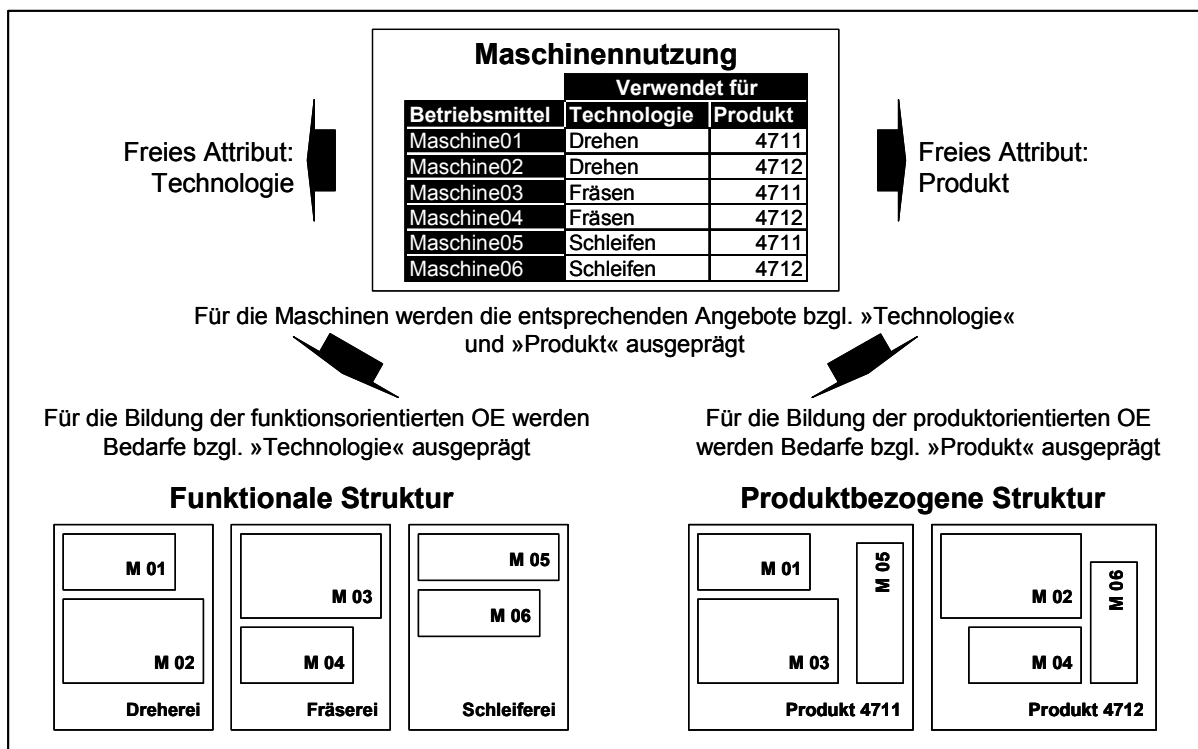 Maschinennutzung
Verwendet für
Betriebsmittel Technologie Produkt
Maschine01 Drehen 4711
Maschine02 Drehen 4712
Maschine03 Fräsen 4711
Maschine04 Fräsen 4712
Maschine05 Schleifen 4711
Maschine06 Schleifen 4712
Freies Attribut:
Technologie
Freies Attribut:
Produkt
Für die Maschinen werden die entsprechenden Angebote bzgl. »Technologie«
und »Produkt« ausgeprägt
Für die Bildung der funktionsorientierten OE werden
Bedarfe bzgl. »Technologie« ausgeprägt
Für die Bildung der produktorientierten OE
werden Bedarfe bzgl. »Produkt« ausgeprägt
Funktionale Struktur
M 01
M 02
Dreherei
M 03
M 04
Fräserei
M 05
M 06
Schleiferei
Produktbezogene Struktur
M 01
M 05
M 03
Produkt 4711
M 02
M 06
M 04
Produkt 4712